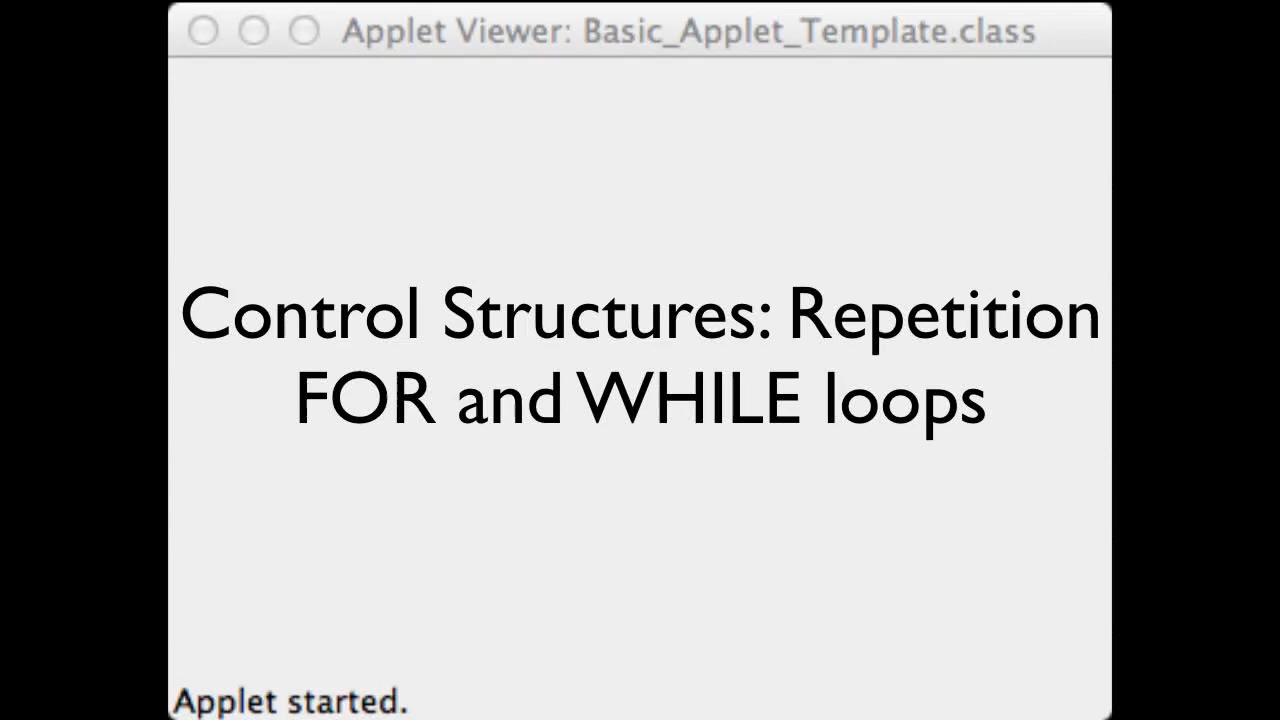 Applet Viewer: Basic_Applet_Template.class
Control Structures: Repetition
FOR and WHILE loops
Applet started.